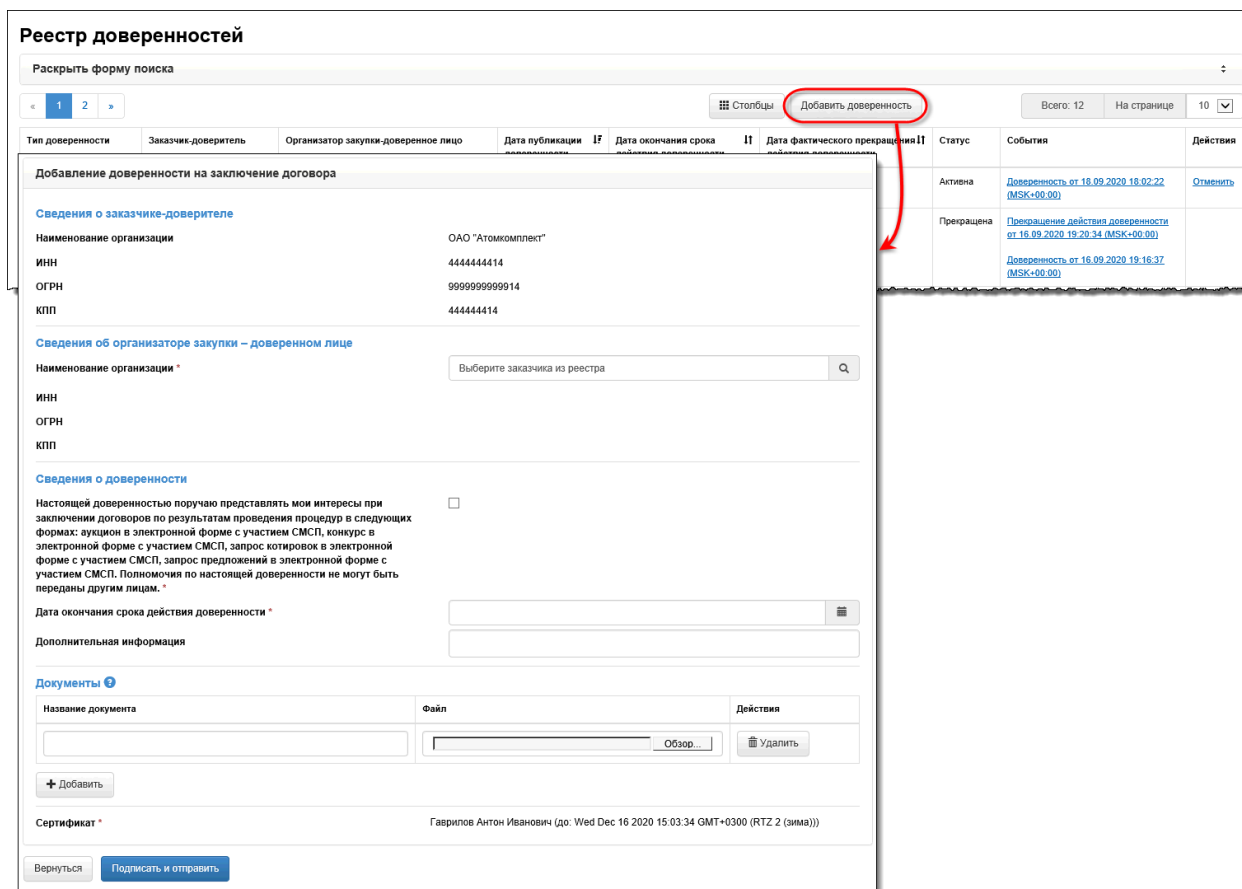 Реестр доверенностей
Раскрыть форму поиска
« 1 2 » Столбцы Добавить доверенность Всего: 12 На странице 10
Тип доверенности Заказчик-доверитель Организатор закупки-доверенное лицо Дата публикации Дата окончания срока Дата фактического прекращения Статус События Действия
Активна Доверенность от 18.09.2020 18:02:22 Отменить
(MSK+00:00)
Прекращена Прекращение действия доверенности
от 16.09.2020 19:20:34 (MSK+00:00)
Доверенность от 16.09.2020 19:16:37
(MSK+00:00)
Добавление доверенности на заключение договора
Сведения о заказчике-доверителе
Наименование организации ОАО "Атомкомплект"
ИНН 4444444414
ОГРН 9999999999914
КПП 444444414
Сведения об организаторе закупки – доверенном лице
Наименование организации * Выберите заказчика из реестра
ИНН
ОГРН
КПП
Сведения о доверенности
Настоящей доверенностью поручаю представлять мои интересы при
заключении договоров по результатам проведения процедур в следующих
формах: аукцион в электронной форме с участием СМСП, конкурс в
электронной форме с участием СМСП, запрос котировок в электронной
форме с участием СМСП, запрос предложений в электронной форме с
участием СМСП. Полномочия по настоящей доверенности не могут быть
переданы другим лицам. *
Дата окончания срока действия доверенности *
Дополнительная информация
Документы ?
Название документа Файл Действия
Обзор... Удалить
+ Добавить
Сертификат * Гаврилов Антон Иванович (до: Wed Dec 16 2020 15:03:34 GMT+0300 (RTZ 2 (зима)))
Вернуться Подписать и отправить